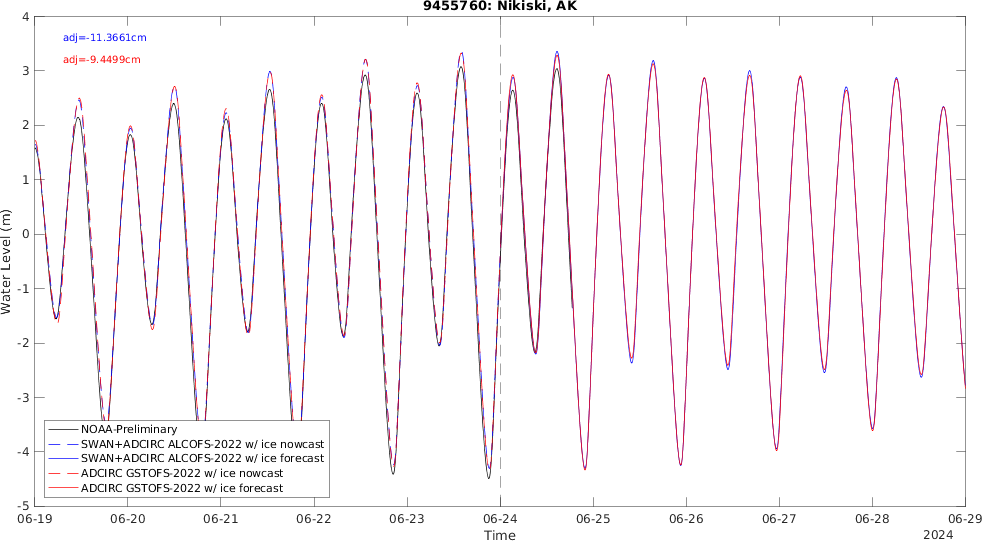 9455760: Nikiski, AK
adj=-11.3661cm
adj=-9.4499cm
4
3
2
1
0
-1
-2
-3
-4
-5
Water Level (m)
NOAA-Preliminary
SWAN+ADCIRC ALCOFS-2022 w/ ice nowcast
SWAN+ADCIRC ALCOFS-2022 w/ ice forecast
ADCIRC GSTOFS-2022 w/ ice nowcast
ADCIRC GSTOFS-2022 w/ ice forecast
06-19 06-20 06-21 06-22 06-23 06-24 06-25 06-26 06-27 06-28 06-29
Time
2024